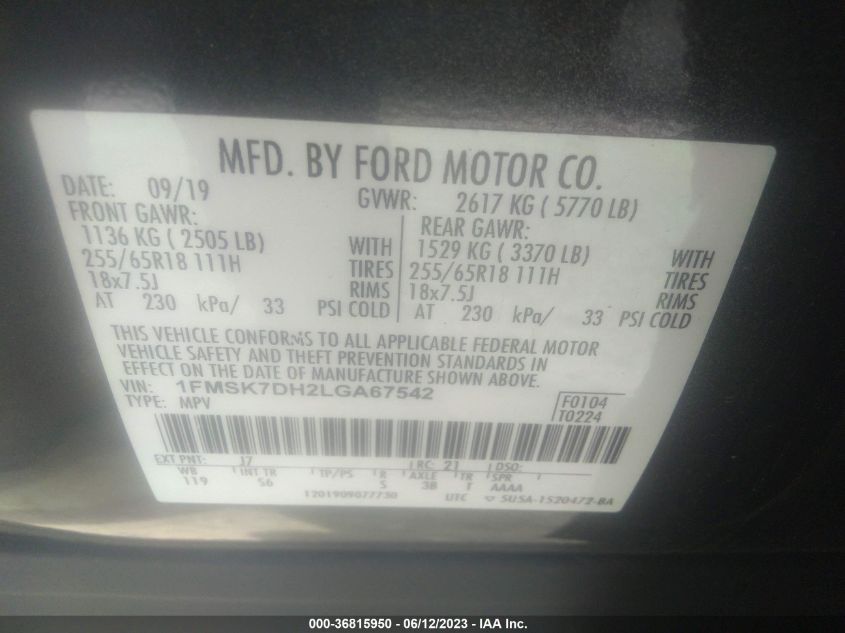 MFD. BY FORD MOTOR CO.
DATE: 09/19 GVWR: 2617 KG ( 5770 LB)
FRONT GAWR: REAR GAWR:
1136 KG ( 2505 LB) WITH 1529 KG ( 3370 LB) WITH
255/65R18 111H TIRES 255/65R18 111H TIRES
18x7.5J RIMS 18x7.5J RIMS
AT 230 kPa/ 33 PSI COLD AT 230 kPa/ 33 PSI COLD
THIS VEHICLE CONFORMS TO ALL APPLICABLE FEDERAL MOTOR
VEHICLE SAFETY AND THEFT PREVENTION STANDARDS IN
EFFECT ON THE DATE OF MANUFACTURE SHOWN ABOVE.
VIN: 1FMSK7DH2LGA67542
TYPE: MPV
F0104
T0224
EXT PNT: J7 RC: 21 DSO:
WB INT TR TP/PS R AXLE TR SPR
119 S6 5 3B T AAAA
1201909077730 UTC 5USA-1520472-BA
000-36815950 - 06/12/2023 - IAA Inc.